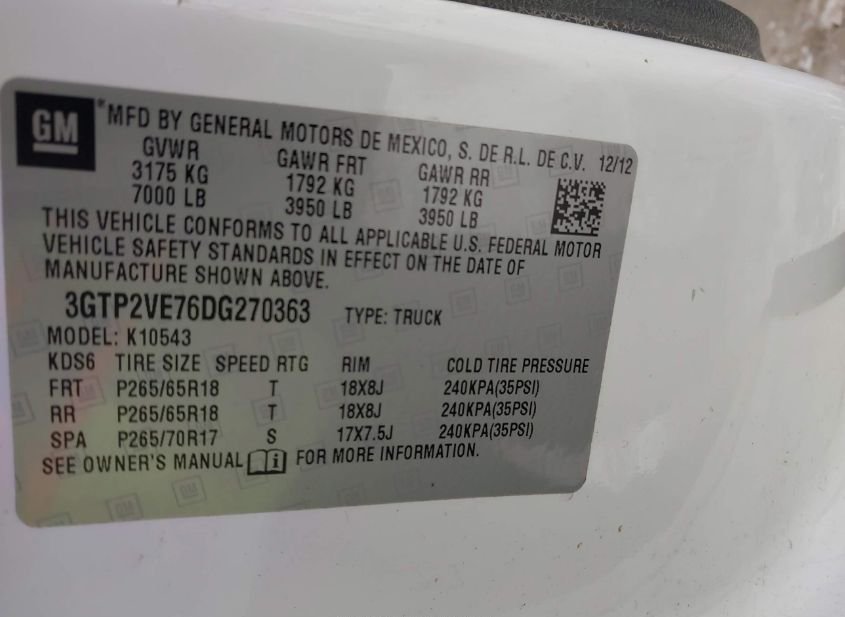 GM *MFD BY GENERAL MOTORS DE MEXICO, S. DE R.L. DE C.V. 12/12
GVWR GAWR FRT GAWR RR
3175 KG 1792 KG 1792 KG
7000 LB 3950 LB 3950 LB
THIS VEHICLE CONFORMS TO ALL APPLICABLE U.S. FEDERAL MOTOR
VEHICLE SAFETY STANDARDS IN EFFECT ON THE DATE OF
MANUFACTURE SHOWN ABOVE.
3GTP2VE76DG270363 TYPE: TRUCK
MODEL: K10543
KDS6 TIRE SIZE SPEED RTG RIM COLD TIRE PRESSURE
FRT P265/65R18 T 18X8J 240KPA(35PSI)
RR P265/65R18 T 18X8J 240KPA(35PSI)
SPA P265/70R17 S 17X7.5J 240KPA(35PSI)
SEE OWNER'S MANUAL i FOR MORE INFORMATION.